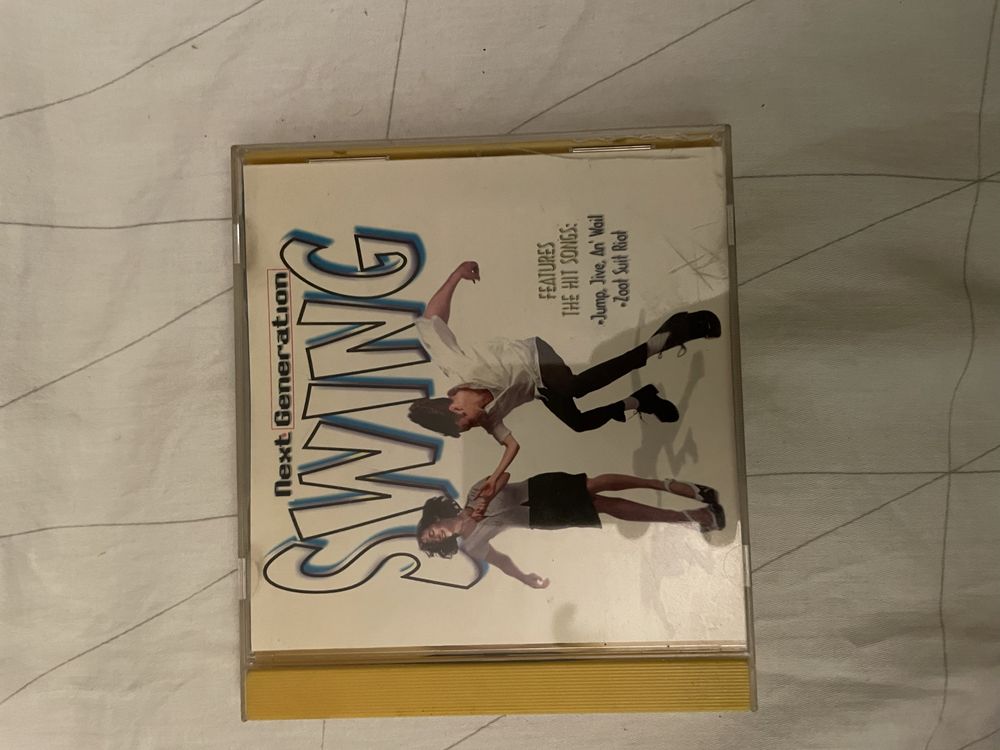 next Generation
SWING
FEATURES
THE HIT SONGS:
•Jump, Jive, An' Wail
•Zoot Suit Riot